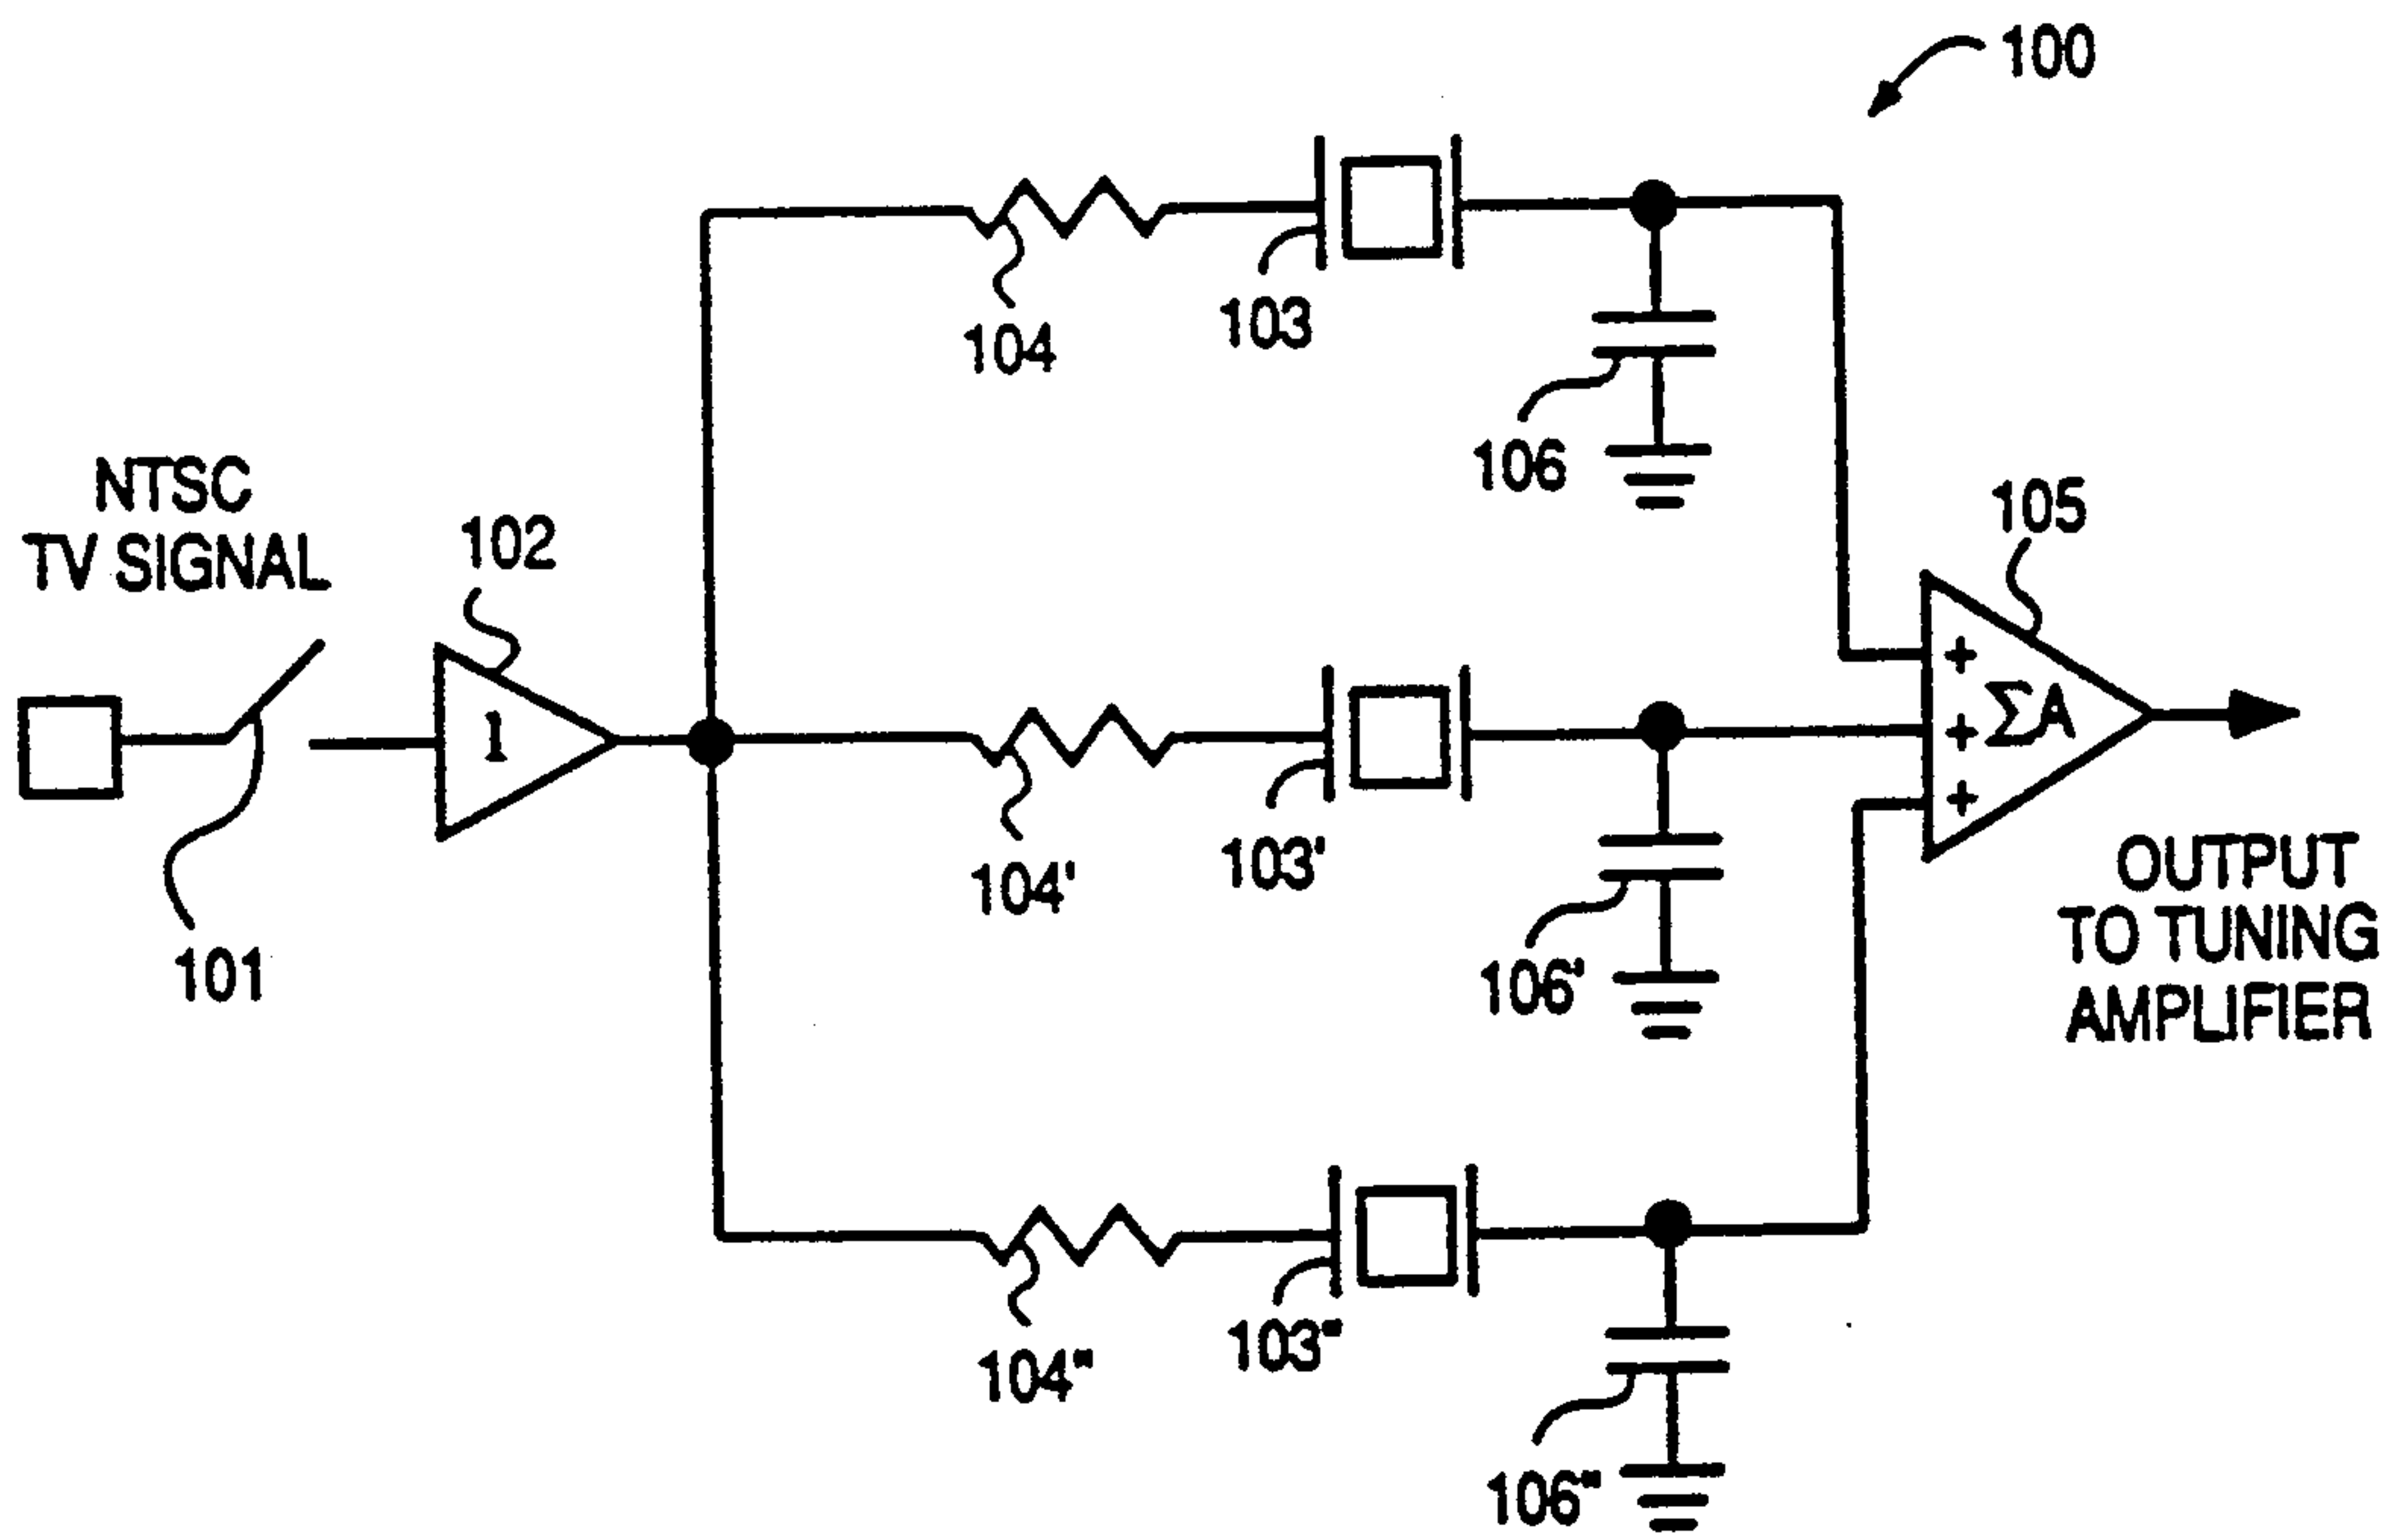 100
104
103
106
NTSC
TV SIGNAL
102
105
I
+
+
+
ΣA
101
104'
103'
106'
OUTPUT
TO TUNING
AMPLIFIER
104"
103"
106"